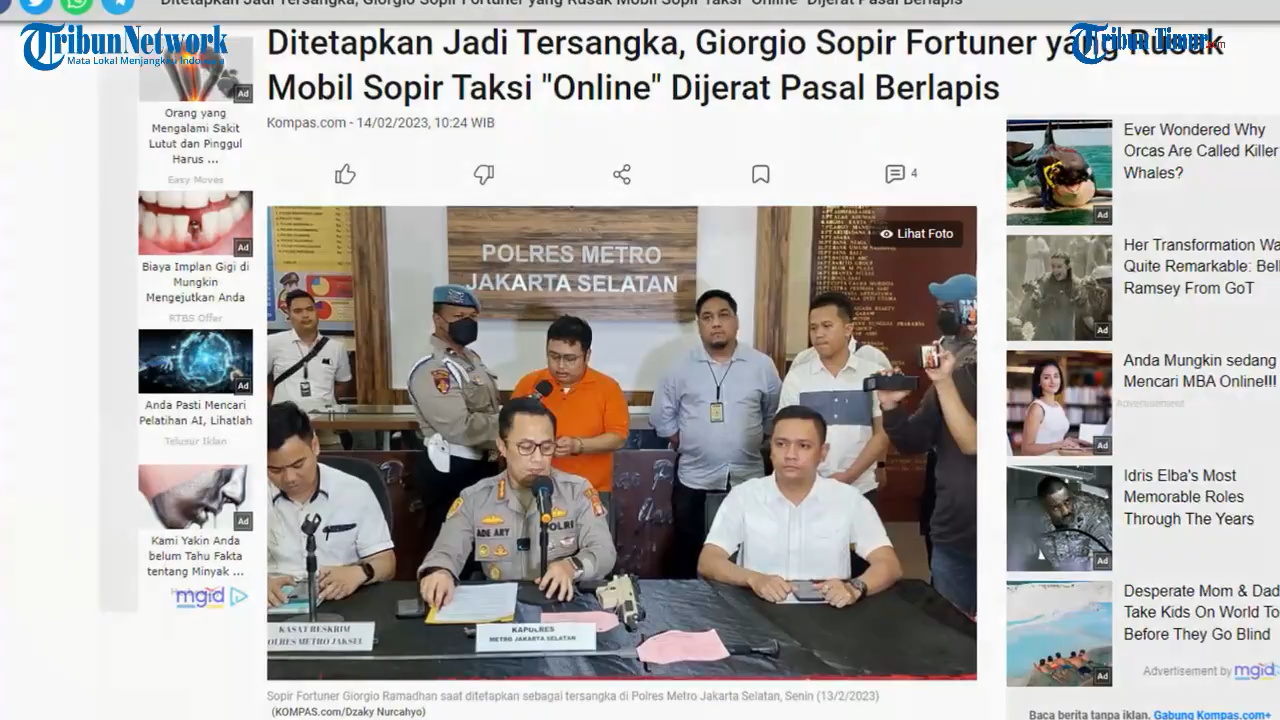 Ditetapkan Jadi Tersangka, Giorgio Sopir Fortuner yang Rusak Mobil Sopir Taksi "Online" Dijerat Pasal Berlapis
TribunNetwork
Mata Lokal Menjangkau Indonesia
Tribun Timur.com
Ditetapkan Jadi Tersangka, Giorgio Sopir Fortuner yang Rusak
Mobil Sopir Taksi "Online" Dijerat Pasal Berlapis
Kompas.com - 14/02/2023, 10:24 WIB
4
Ad
Orang yang
Mengalami Sakit
Lutut dan Pinggul
Harus ...
Easy Moves
Ad
Biaya Implan Gigi di
Mungkin
Mengejutkan Anda
RTBS Offer
Ad
Anda Pasti Mencari
Pelatihan AI, Lihatlah
Telusur Iklan
Ad
Kami Yakin Anda
belum Tahu Fakta
tentang Minyak ...
mgid
Lihat Foto
POLRES METRO
JAKARTA SELATAN
ADE ARY
POLRI
KASAT RESKRIM
POLRES METRO JAKSEL
KAPOLRES
METRO JAKARTA SELATAN
Sopir Fortuner Giorgio Ramadhan saat ditetapkan sebagai tersangka di Polres Metro Jakarta Selatan, Senin (13/2/2023)
(KOMPAS.com/Dzaky Nurcahyo)
Ad
Ever Wondered Why
Orcas Are Called Killer
Whales?
Ad
Her Transformation Wa
Quite Remarkable: Bell
Ramsey From GoT
Ad
Anda Mungkin sedang
Mencari MBA Online!!!
Advertisement
Ad
Idris Elba's Most
Memorable Roles
Through The Years
Ad
Desperate Mom & Dad
Take Kids On World To
Before They Go Blind
Advertisement by mgid
Baca berita tanpa iklan. Gabung Kompas.com+